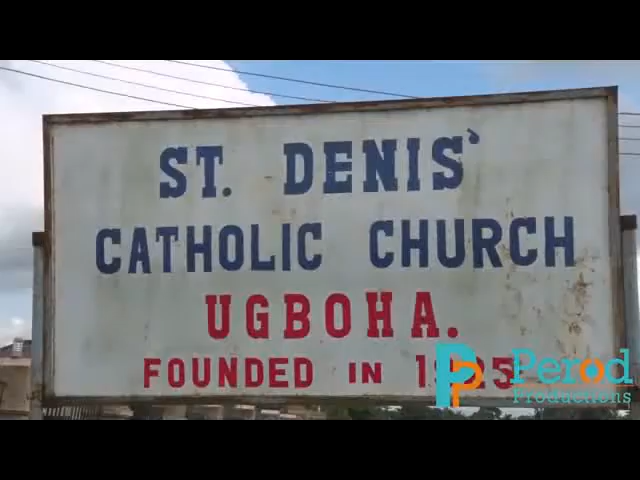 ST. DENIS'
CATHOLIC CHURCH
UGBOHA.
FOUNDED IN
Perod
Productions